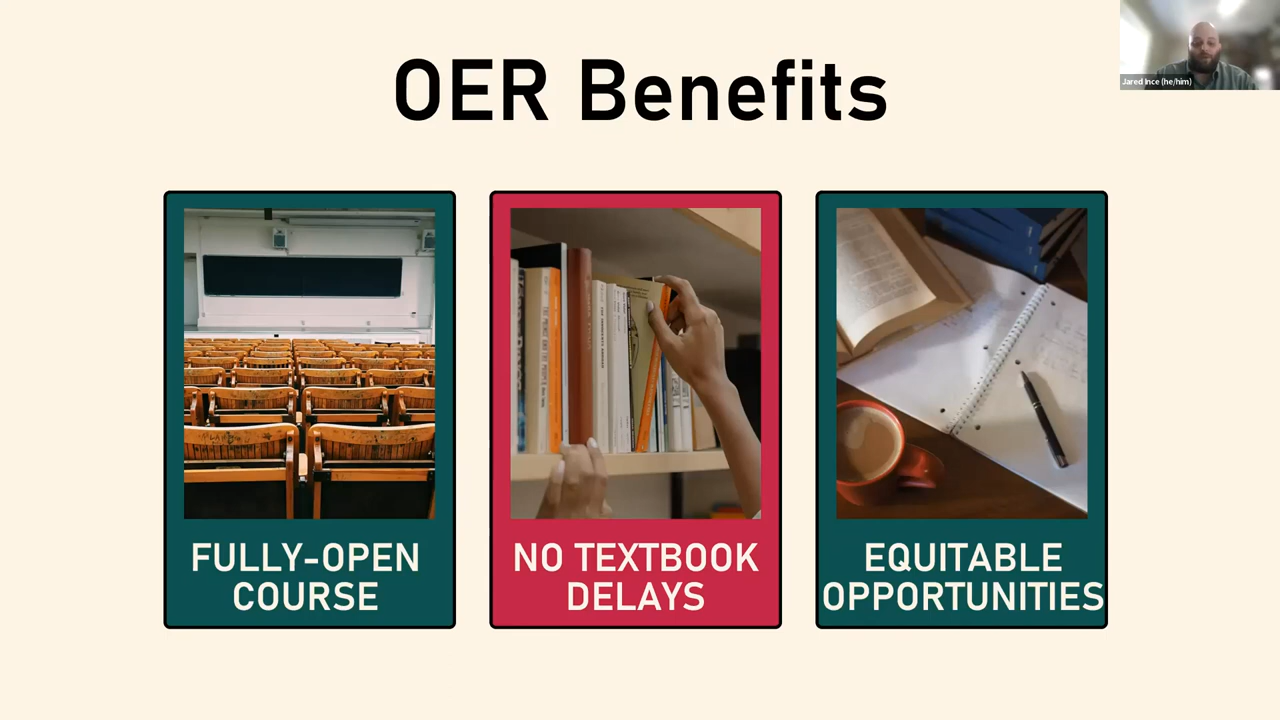 OER Benefits
Jared Ince (he/him)
FULLY-OPEN
COURSE
NO TEXTBOOK
DELAYS
EQUITABLE
OPPORTUNITIES